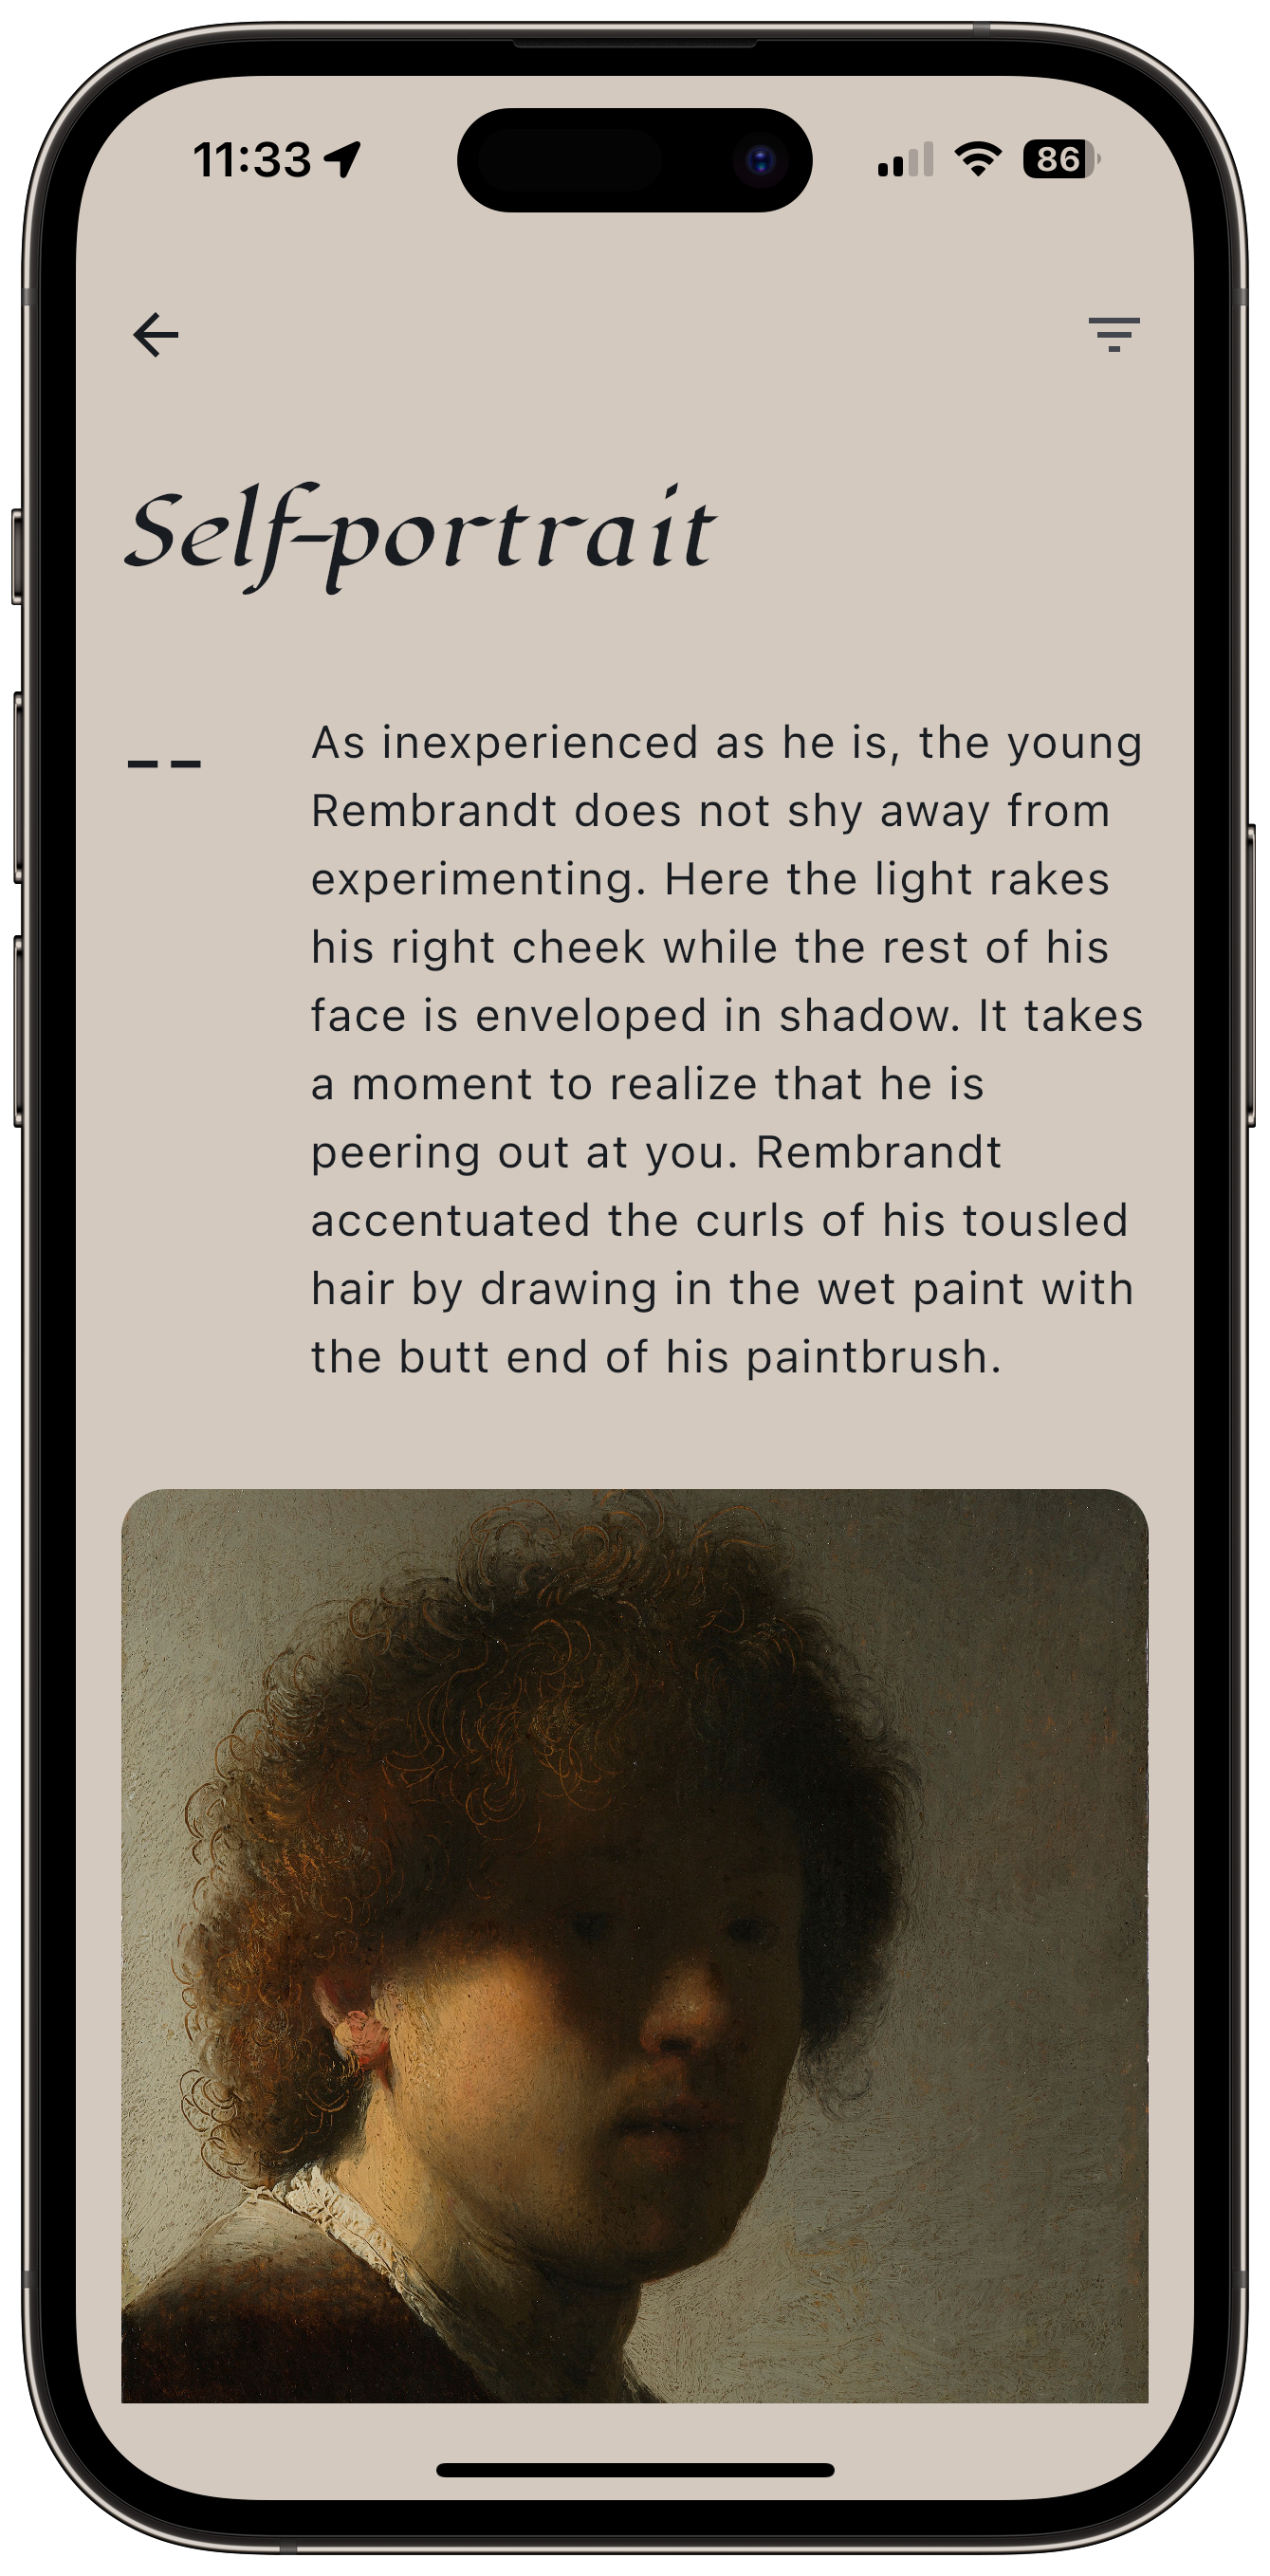 11:33
86
Self-portrait
-- As inexperienced as he is, the young
Rembrandt does not shy away from
experimenting. Here the light rakes
his right cheek while the rest of his
face is enveloped in shadow. It takes
a moment to realize that he is
peering out at you. Rembrandt
accentuated the curls of his tousled
hair by drawing in the wet paint with
the butt end of his paintbrush.